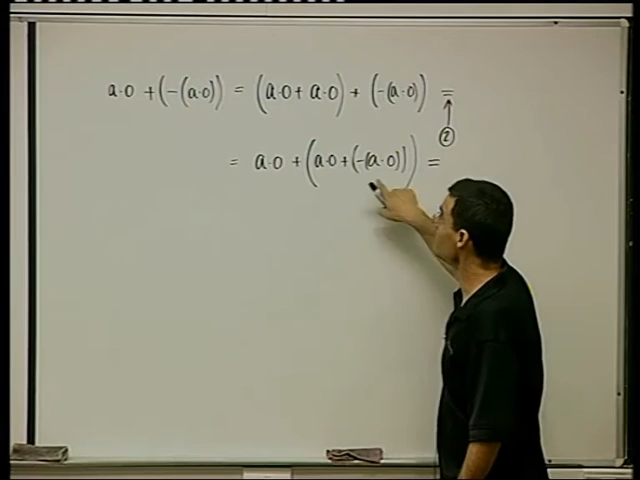 a·0 + (-(a·0)) = (a·0 + a·0) + (-(a·0)) =
②
= a·0 + (a·0 + (-(a·0))) =